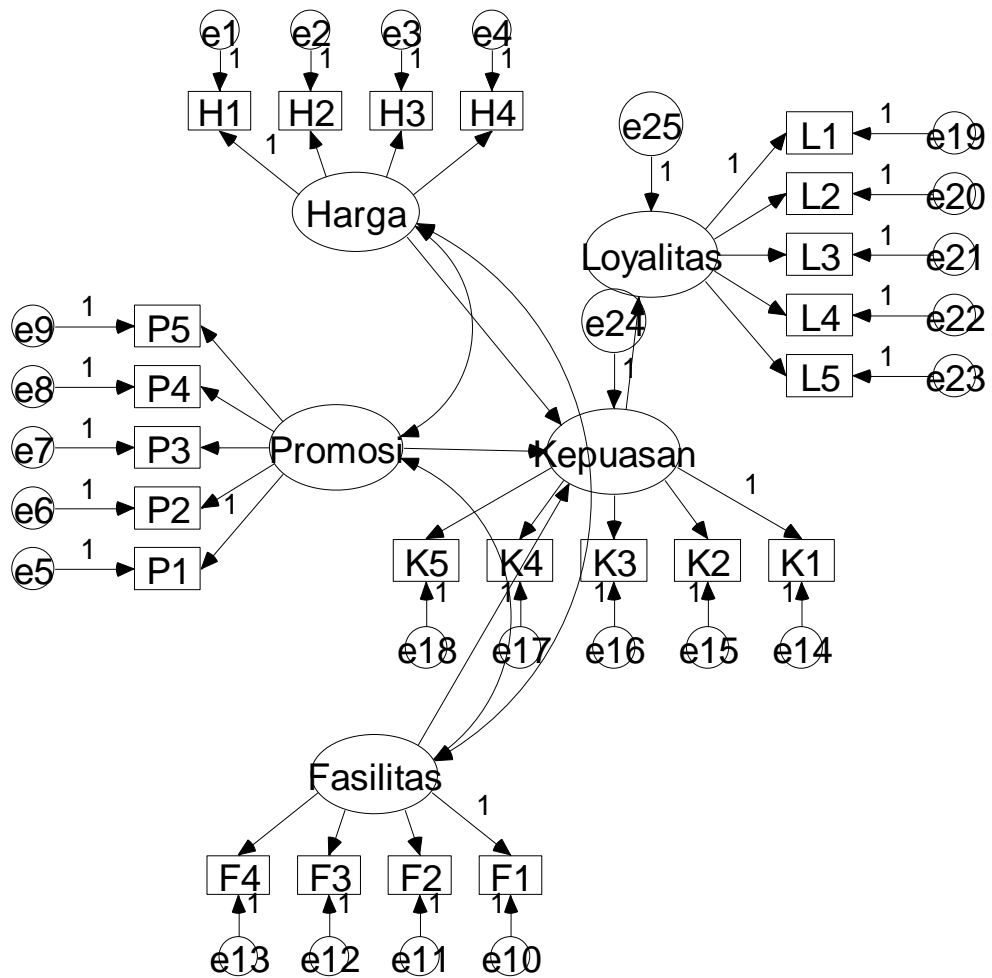 e1 e2 e3 e4
1 1 1 1
H1 H2 H3 H4
1
Harga
e25
1
Loyalitas
1
L1 1 e19
L2 1 e20
L3 1 e21
L4 1 e22
L5 1 e23
e24
1
e9 1 P5
e8 1 P4
e7 1 P3
e6 1 P2
e5 1 P1
1
Promosi
Kepuasan
1
K5 K4 K3 K2 K1
1 1 1 1 1
e18 e17 e16 e15 e14
Fasilitas
1
F4 F3 F2 F1
1 1 1 1
e13 e12 e11 e10